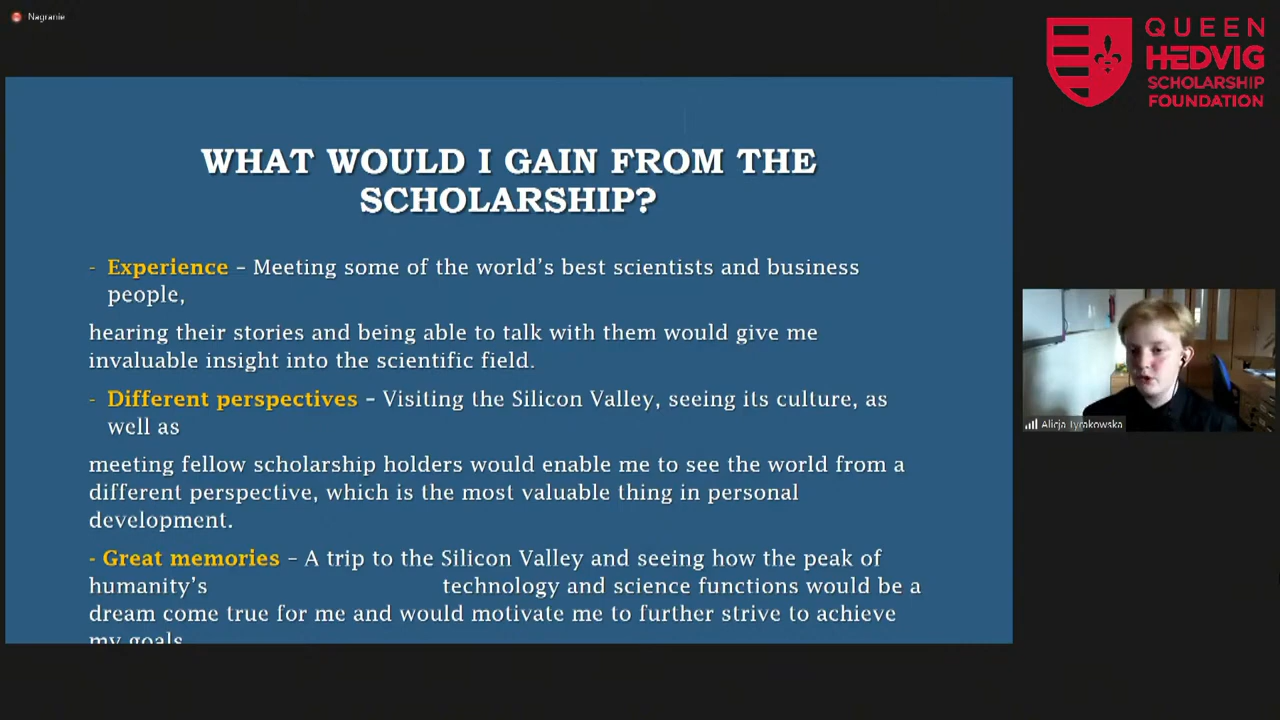 Nagranie
QUEEN
HEDVIG
SCHOLARSHIP
FOUNDATION
WHAT WOULD I GAIN FROM THE
SCHOLARSHIP?
- Experience – Meeting some of the world's best scientists and business
people,
hearing their stories and being able to talk with them would give me
invaluable insight into the scientific field.
- Different perspectives – Visiting the Silicon Valley, seeing its culture, as
well as
meeting fellow scholarship holders would enable me to see the world from a
different perspective, which is the most valuable thing in personal
development.
- Great memories – A trip to the Silicon Valley and seeing how the peak of
humanity's technology and science functions would be a
dream come true for me and would motivate me to further strive to achieve
my goals
Alicja Tyrakowska